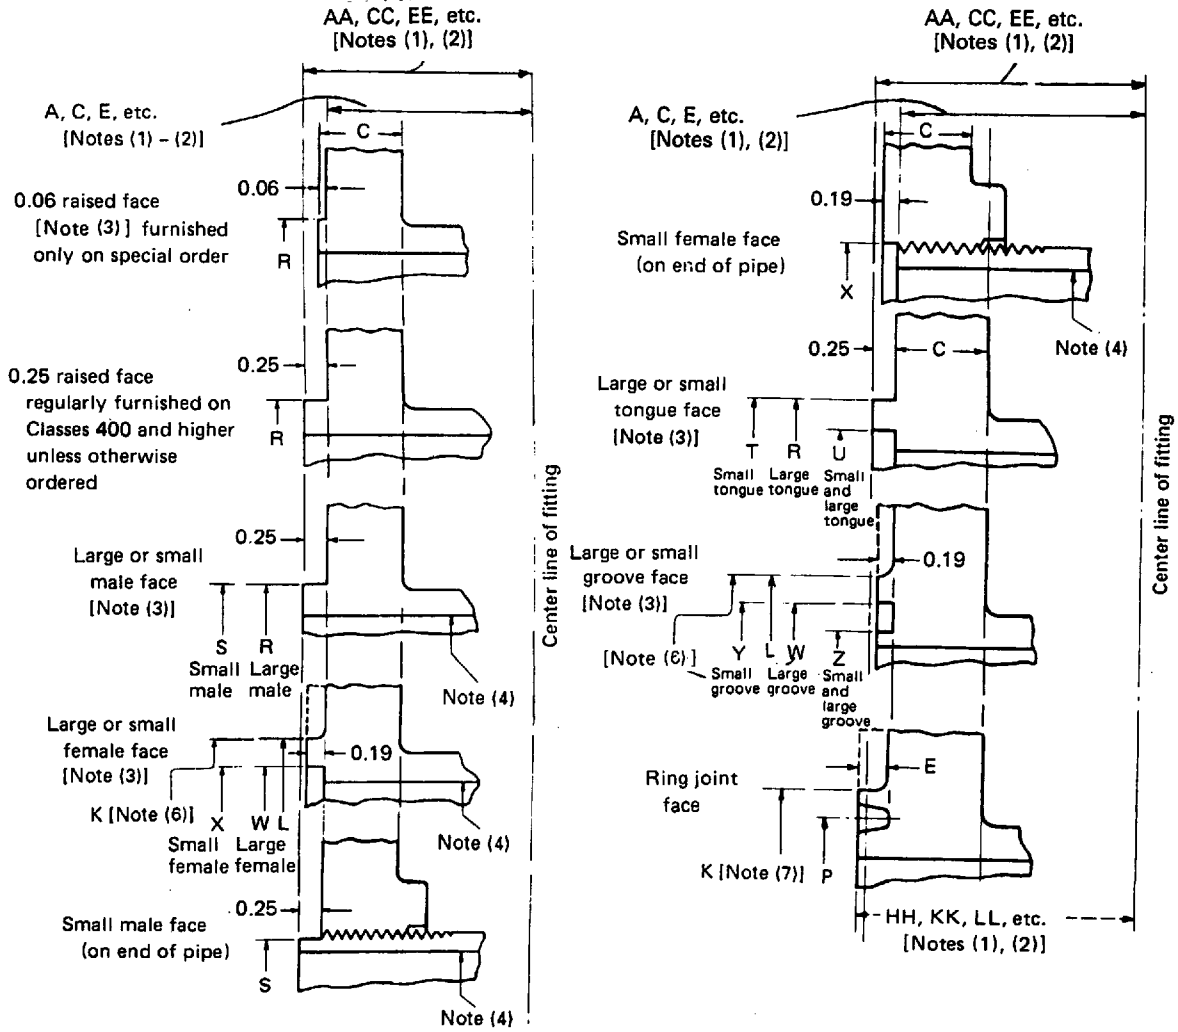 AA, CC, EE, etc.
[Notes (1), (2)]
A, C, E, etc.
[Notes (1) – (2)]
C
0.06
0.06 raised face
[Note (3)] furnished
only on special order
R
0.25
0.25 raised face
regularly furnished on
Classes 400 and higher
unless otherwise
ordered
R
0.25
Large or small
male face
[Note (3)]
S R
Small Large
male male
Note (4)
Large or small
female face
[Note (3)]
0.19
K [Note (6)]
X W L
Small Large
female female
Note (4)
0.25
Small male face
(on end of pipe)
S
Note (4)
Center line of fitting
AA, CC, EE, etc.
[Notes (1), (2)]
A, C, E, etc.
[Notes (1), (2)]
C
0.19
Small female face
(on end of pipe)
X
Note (4)
0.25
C
Large or small
tongue face
[Note (3)]
T R U
Small Large Small
tongue tongue and
large
tongue
Large or small
groove face
[Note (3)]
0.19
[Note (6)]
Y L W Z
Small Large Small
groove groove and
large
groove
Ring joint
face
E
K [Note (7)]
P
HH, KK, LL, etc.
[Notes (1), (2)]
Center line of fitting